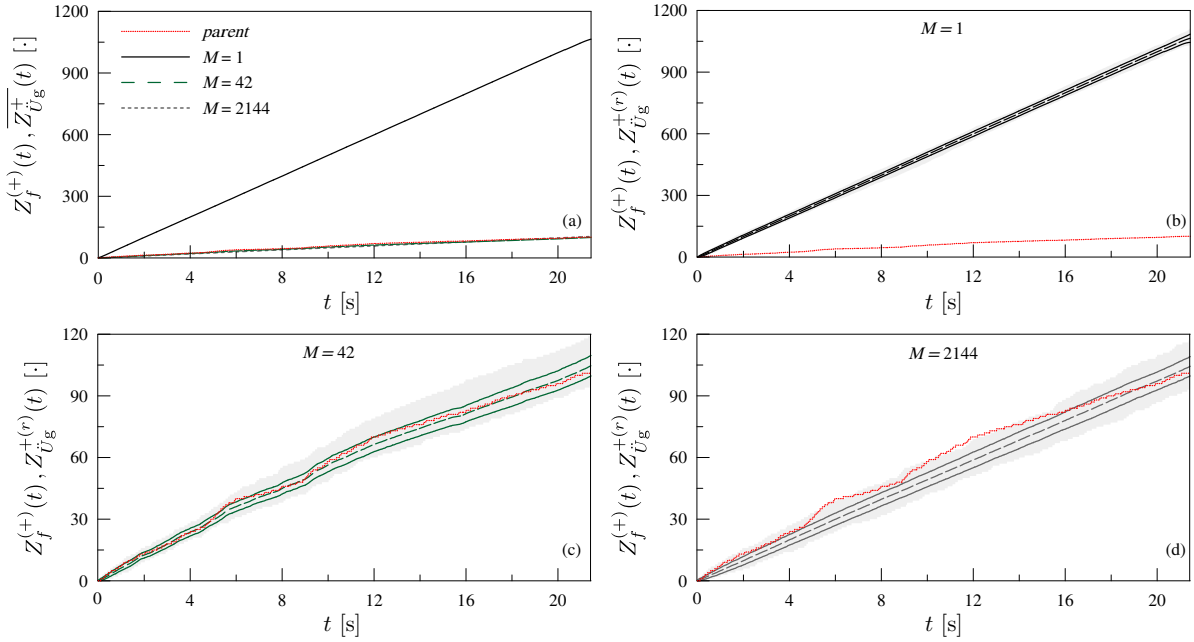 1200
900
600
300
0
0 4 8 12 16 20
t [s]
Z_f^{(+)}(t), \overline{Z^+_{\ddot{U}_g}}(t) [·]
parent
M = 1
M = 42
M = 2144
(a)
1200
900
600
300
0
0 4 8 12 16 20
t [s]
Z_f^{(+)}(t), Z^{+(r)}_{\ddot{U}_g}(t) [·]
M = 1
(b)
120
90
60
30
0
0 4 8 12 16 20
t [s]
Z_f^{(+)}(t), Z^{+(r)}_{\ddot{U}_g}(t) [·]
M = 42
(c)
120
90
60
30
0
0 4 8 12 16 20
t [s]
Z_f^{(+)}(t), Z^{+(r)}_{\ddot{U}_g}(t) [·]
M = 2144
(d)